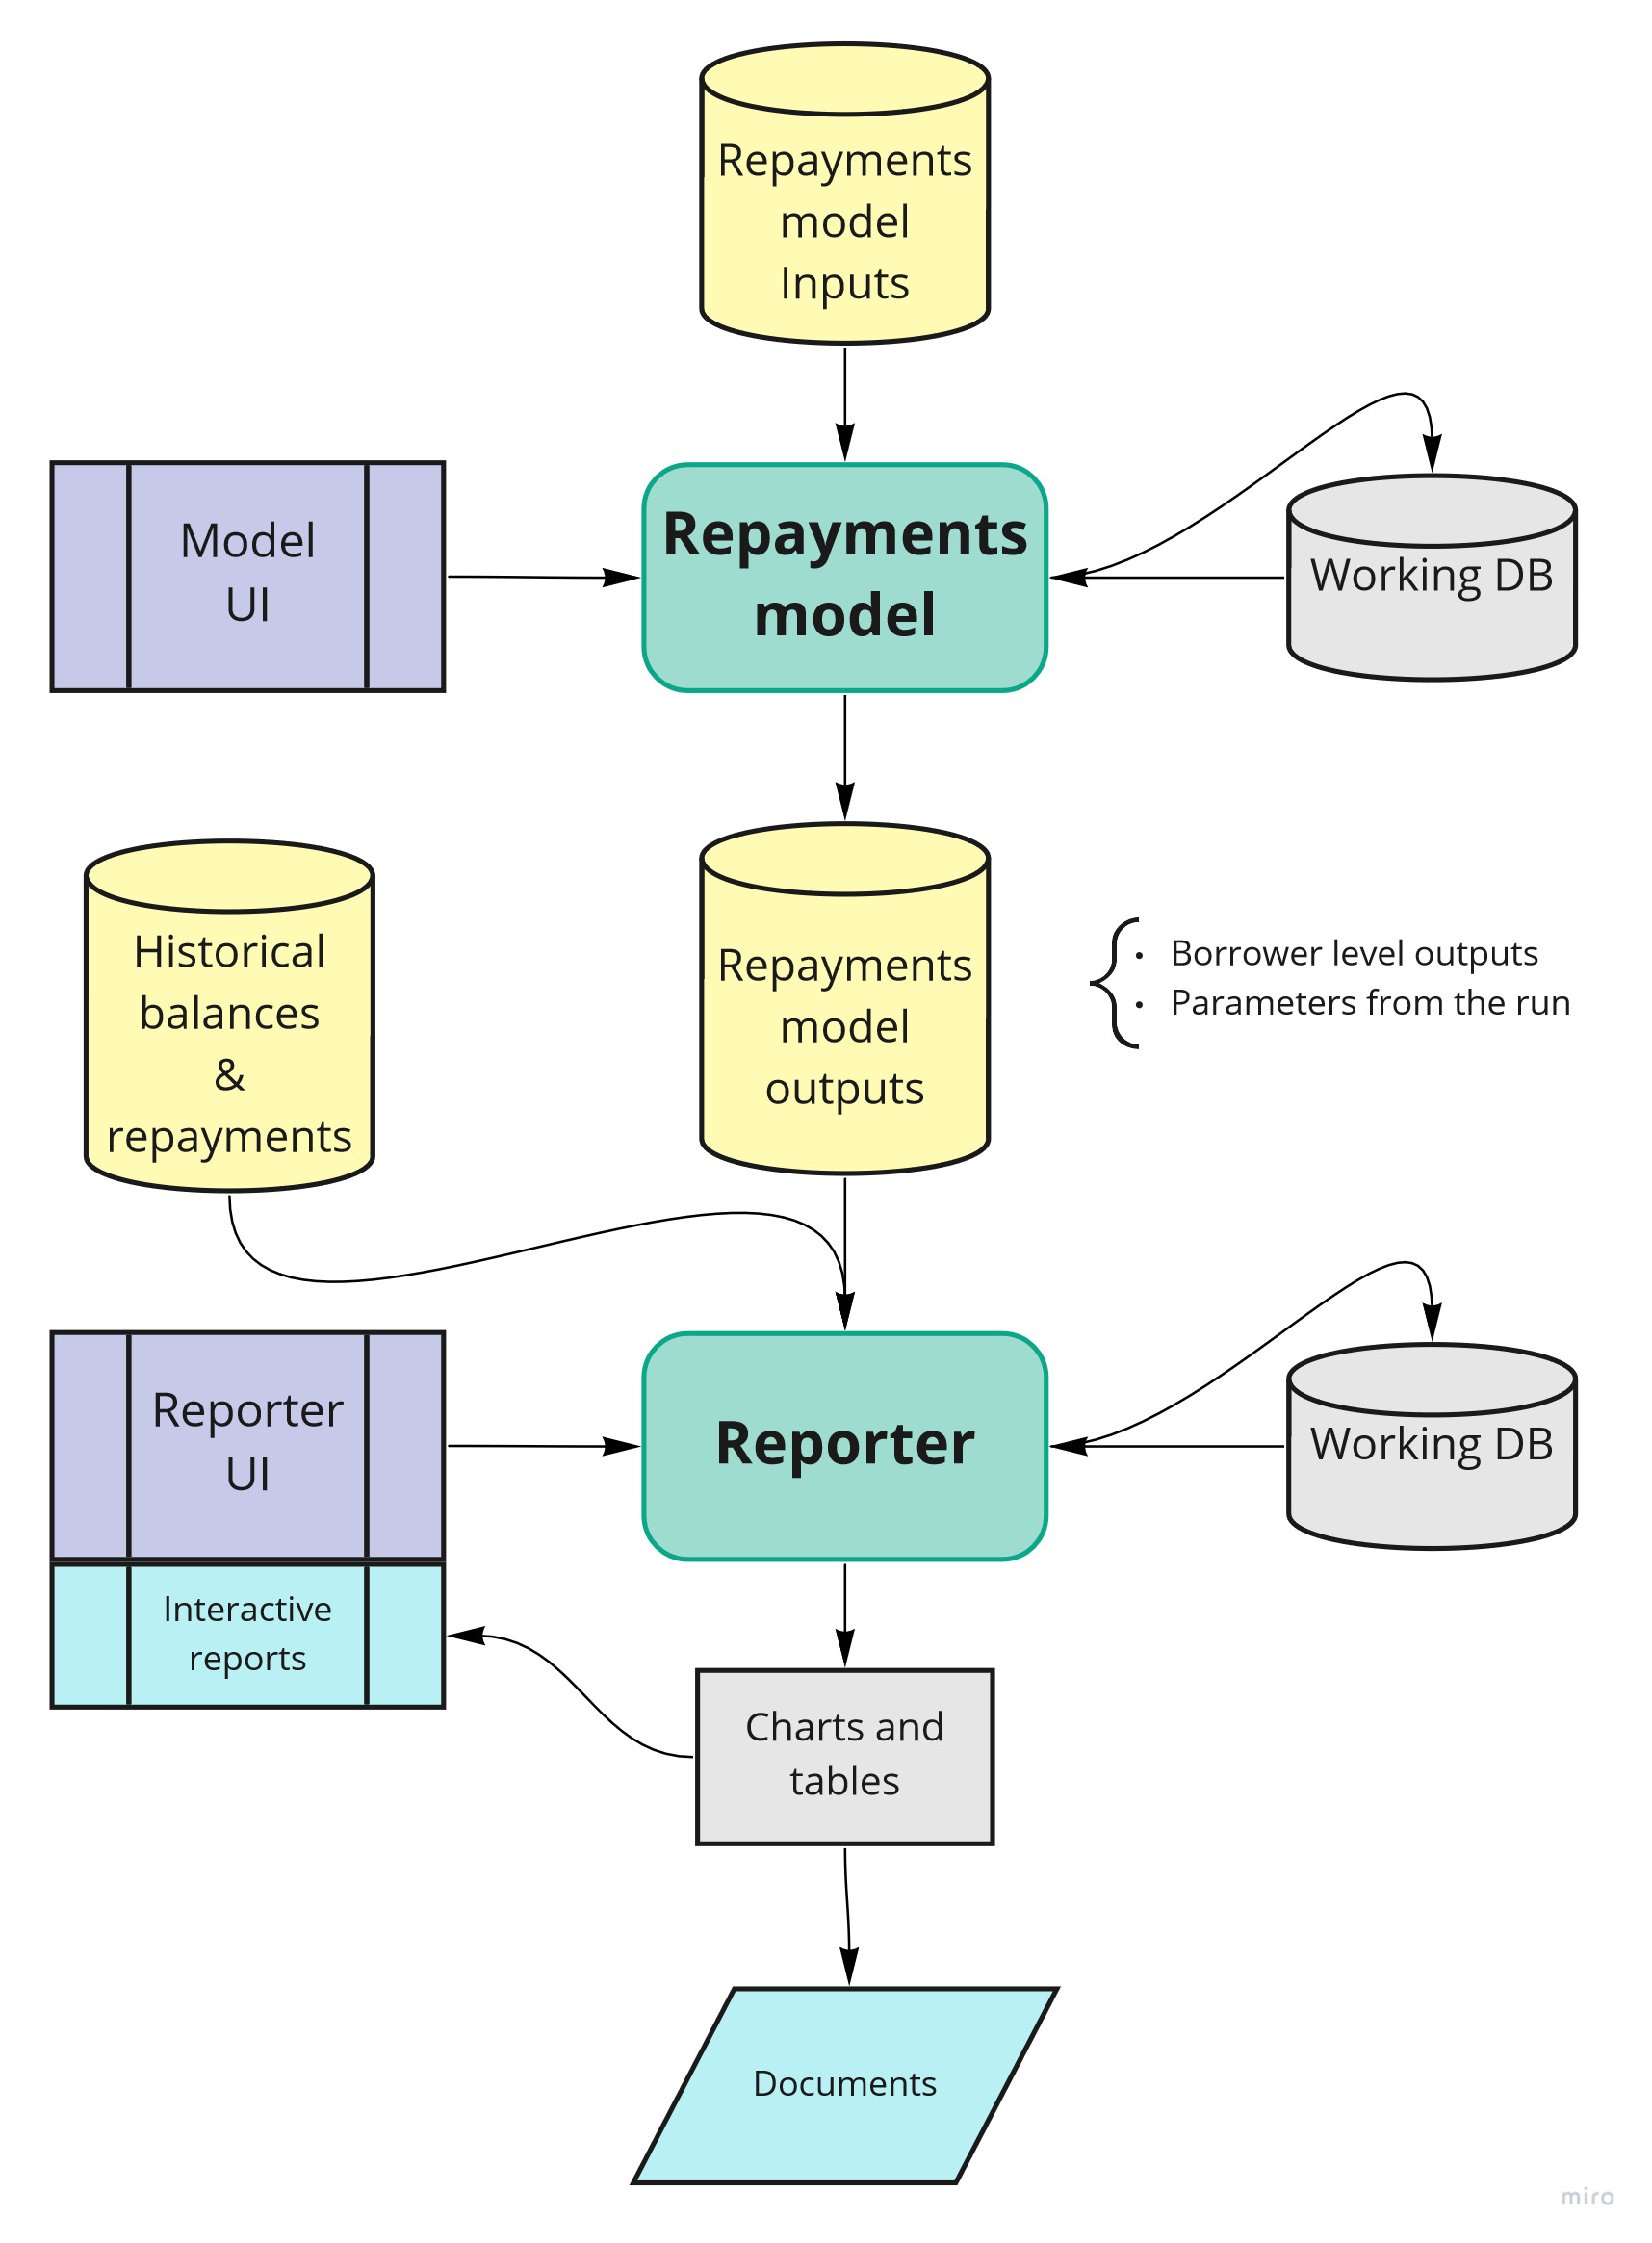 Repayments
model
Inputs
Model
UI
Repayments
model
Working DB
Historical
balances
&
repayments
Repayments
model
outputs
• Borrower level outputs
• Parameters from the run
Reporter
UI
Reporter
Working DB
Interactive
reports
Charts and
tables
Documents
miro